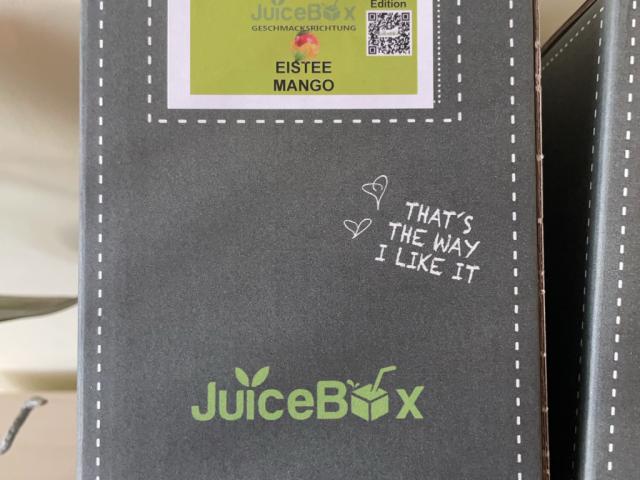 Edition
JuiceBox
GESCHMACKSRICHTUNG
EISTEE
MANGO
THAT'S
THE WAY
I LIKE IT
JuiceBox